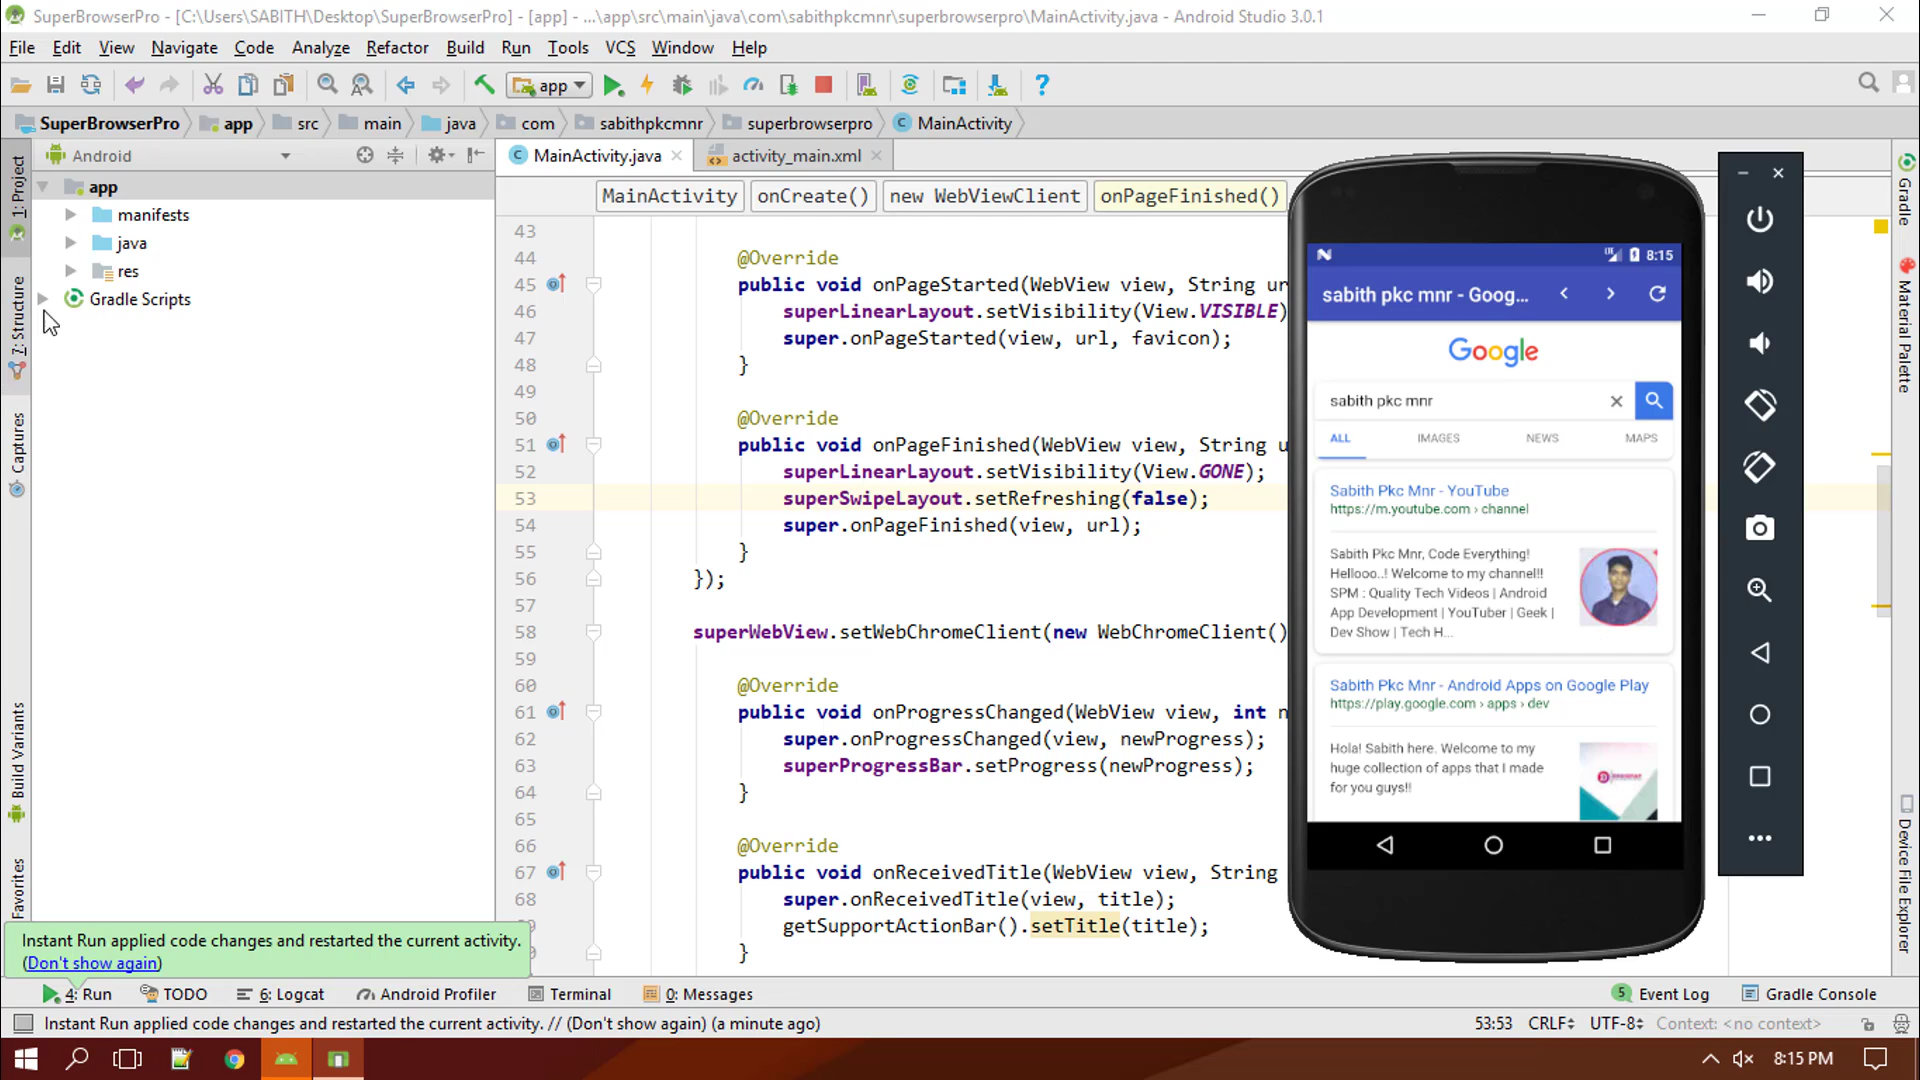 SuperBrowserPro - [C:\Users\SABITH\Desktop\SuperBrowserPro] - [app] - ...\app\src\main\java\com\sabithpkcmnr\superbrowserpro\MainActivity.java - Android Studio 3.0.1
File Edit View Navigate Code Analyze Refactor Build Run Tools VCS Window Help
app
SuperBrowserPro app src main java com sabithpkcmnr superbrowserpro MainActivity
Android
MainActivity.java activity_main.xml
1: Project
7: Structure
Captures
Build Variants
Favorites
app
manifests
java
res
Gradle Scripts
MainActivity onCreate() new WebViewClient onPageFinished()
43
44 @Override
45 public void onPageStarted(WebView view, String ur
46 superLinearLayout.setVisibility(View.VISIBLE)
47 super.onPageStarted(view, url, favicon);
48 }
49
50 @Override
51 public void onPageFinished(WebView view, String u
52 superLinearLayout.setVisibility(View.GONE);
53 superSwipeLayout.setRefreshing(false);
54 super.onPageFinished(view, url);
55 }
56 });
57
58 superWebView.setWebChromeClient(new WebChromeClient()
59
60 @Override
61 public void onProgressChanged(WebView view, int n
62 super.onProgressChanged(view, newProgress);
63 superProgressBar.setProgress(newProgress);
64 }
65
66 @Override
67 public void onReceivedTitle(WebView view, String
68 super.onReceivedTitle(view, title);
getSupportActionBar().setTitle(title);
}
8:15
sabith pkc mnr - Goog...
Google
sabith pkc mnr
ALL IMAGES NEWS MAPS
Sabith Pkc Mnr - YouTube
https://m.youtube.com › channel
Sabith Pkc Mnr, Code Everything!
Hellooo..! Welcome to my channel!!
SPM : Quality Tech Videos | Android
App Development | YouTuber | Geek |
Dev Show | Tech H...
Sabith Pkc Mnr - Android Apps on Google Play
https://play.google.com › apps › dev
Hola! Sabith here. Welcome to my
huge collection of apps that I made
for you guys!!
Gradle
Material Palette
Device File Explorer
Instant Run applied code changes and restarted the current activity.
(Don't show again)
4: Run TODO 6: Logcat Android Profiler Terminal 0: Messages 5 Event Log Gradle Console
Instant Run applied code changes and restarted the current activity. // (Don't show again) (a minute ago) 53:53 CRLF UTF-8 Context: <no context>
8:15 PM